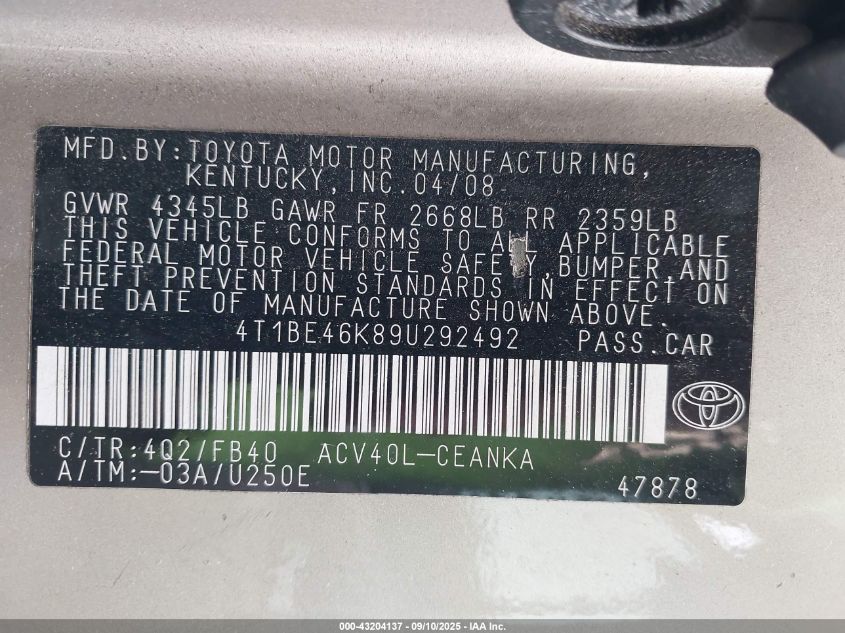 MFD.BY:TOYOTA MOTOR MANUFACTURING,
KENTUCKY,INC.04/08
GVWR 4345LB GAWR FR 2668LB RR 2359LB
THIS VEHICLE CONFORMS TO ALL APPLICABLE
FEDERAL MOTOR VEHICLE SAFETY,BUMPER,AND
THEFT PREVENTION STANDARDS IN EFFECT ON
THE DATE OF MANUFACTURE SHOWN ABOVE.
4T1BE46K89U292492 PASS.CAR
C/TR:4Q2/FB40 ACV40L-CEANKA
A/TM:-03A/U250E
47878
000-43204137 - 09/10/2025 - IAA Inc.